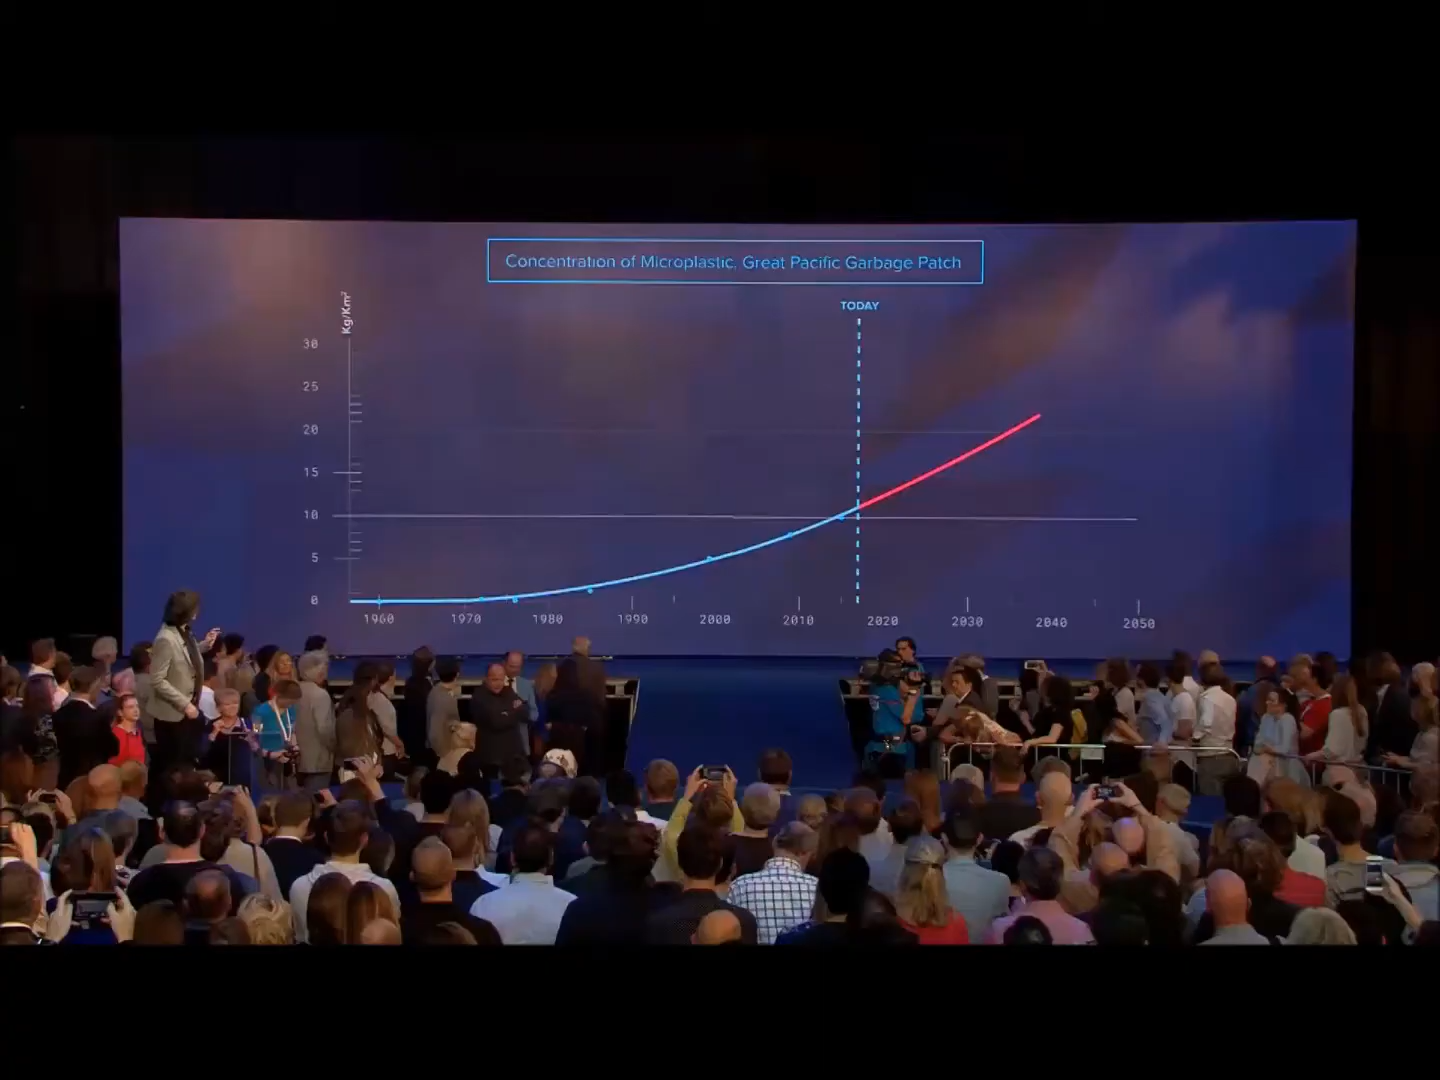 Concentration of Microplastic, Great Pacific Garbage Patch
TODAY
Kg/Km²
30
25
20
15
10
5
0
1960 1970 1980 1990 2000 2010 2020 2030 2040 2050